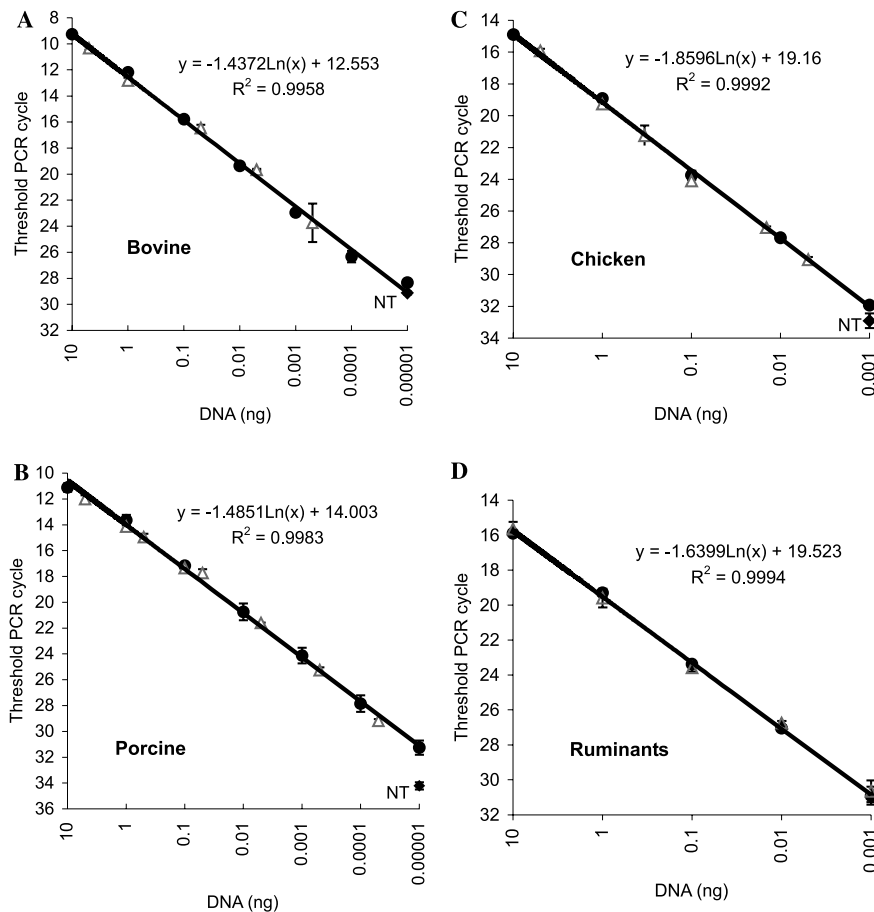 A
8
10
12
14
16
18
20
22
24
26
28
30
32
Threshold PCR cycle
y = -1.4372Ln(x) + 12.553
R² = 0.9958
Bovine
NT
10
1
0.1
0.01
0.001
0.0001
0.00001
DNA (ng)
C
14
16
18
20
22
24
26
28
30
32
34
Threshold PCR cycle
y = -1.8596Ln(x) + 19.16
R² = 0.9992
Chicken
NT
10
1
0.1
0.01
0.001
DNA (ng)
B
10
12
14
16
18
20
22
24
26
28
30
32
34
36
Threshold PCR cycle
y = -1.4851Ln(x) + 14.003
R² = 0.9983
Porcine
NT
10
1
0.1
0.01
0.001
0.0001
0.00001
DNA (ng)
D
14
16
18
20
22
24
26
28
30
32
Threshold PCR cycle
y = -1.6399Ln(x) + 19.523
R² = 0.9994
Ruminants
10
1
0.1
0.01
0.001
DNA (ng)